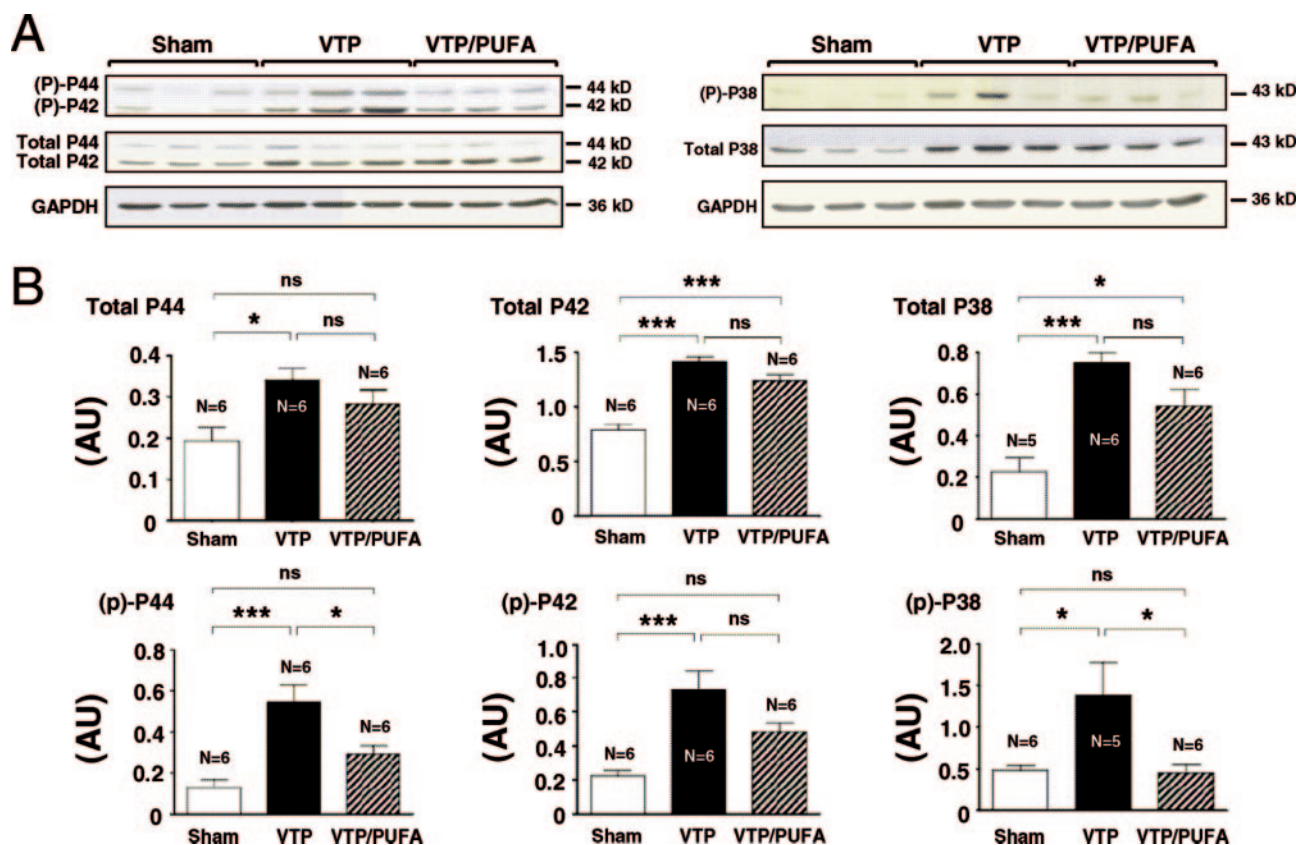 A
Sham VTP VTP/PUFA
(P)-P44 44 kD
(P)-P42 42 kD
Total P44 44 kD
Total P42 42 kD
GAPDH 36 kD
Sham VTP VTP/PUFA
(P)-P38 43 kD
Total P38 43 kD
GAPDH 36 kD
B
Total P44
ns
* ns
(AU)
0.4
0.3
0.2
0.1
0
N=6 N=6 N=6
Sham VTP VTP/PUFA
Total P42
***
*** ns
(AU)
1.5
1.0
0.5
0
N=6 N=6 N=6
Sham VTP VTP/PUFA
Total P38
*
*** ns
(AU)
0.8
0.6
0.4
0.2
0
N=5 N=6 N=6
Sham VTP VTP/PUFA
(p)-P44
ns
*** *
(AU)
0.8
0.6
0.4
0.2
0
N=6 N=6 N=6
Sham VTP VTP/PUFA
(p)-P42
ns
*** ns
(AU)
1.0
0.8
0.6
0.4
0.2
0
N=6 N=6 N=6
Sham VTP VTP/PUFA
(p)-P38
ns
* *
(AU)
2.0
1.5
1.0
0.5
0
N=6 N=5 N=6
Sham VTP VTP/PUFA